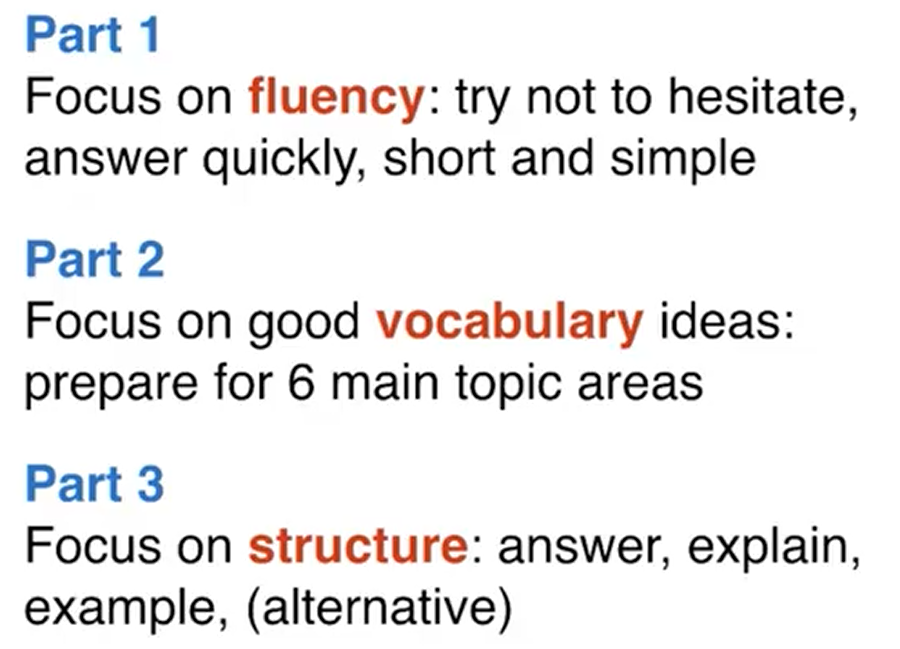 Part 1
Focus on fluency: try not to hesitate,
answer quickly, short and simple
Part 2
Focus on good vocabulary ideas:
prepare for 6 main topic areas
Part 3
Focus on structure: answer, explain,
example, (alternative)